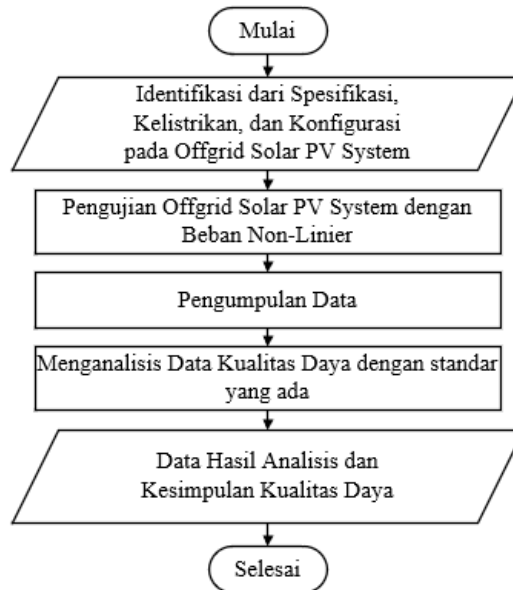 Mulai
Identifikasi dari Spesifikasi,
Kelistrikan, dan Konfigurasi
pada Offgrid Solar PV System
Pengujian Offgrid Solar PV System dengan
Beban Non-Linier
Pengumpulan Data
Menganalisis Data Kualitas Daya dengan standar
yang ada
Data Hasil Analisis dan
Kesimpulan Kualitas Daya
Selesai